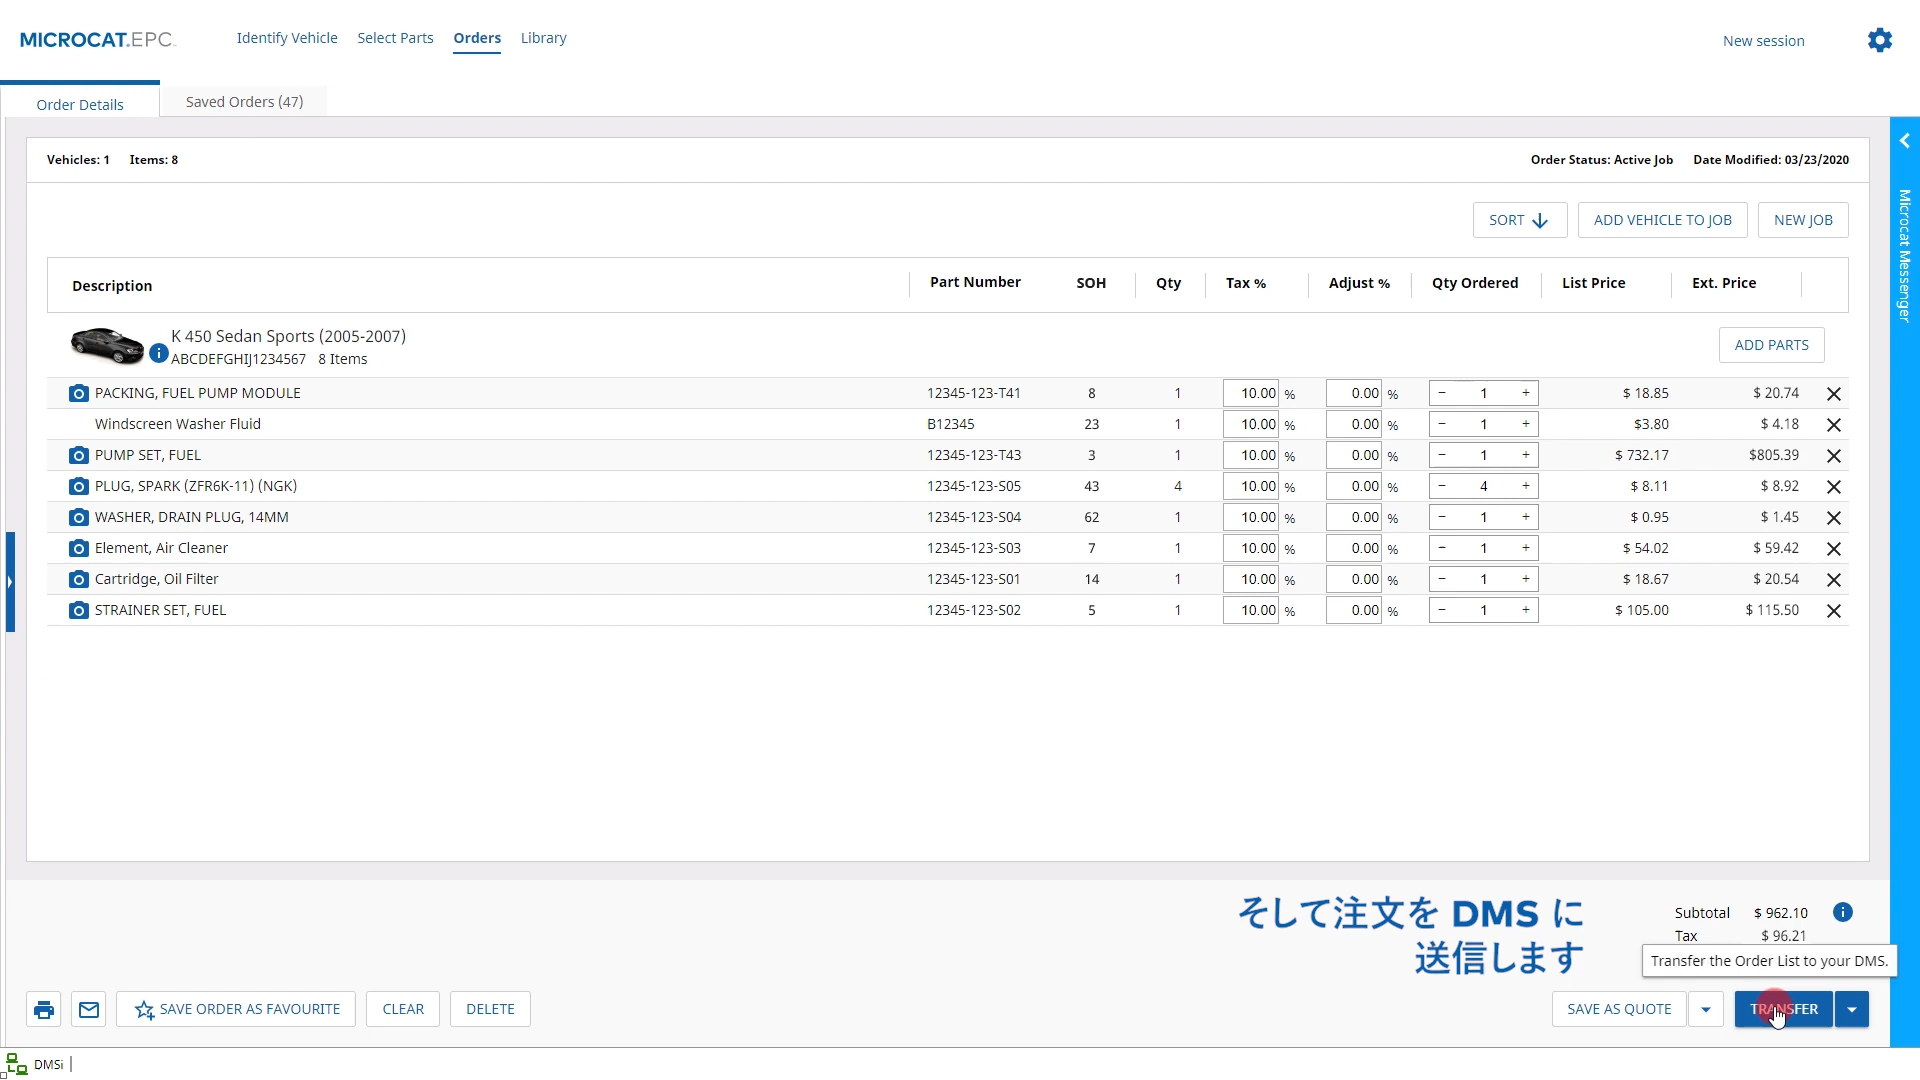 MICROCAT.EPC
Identify Vehicle Select Parts Orders Library
New session
Order Details Saved Orders (47)
Vehicles: 1 Items: 8 Order Status: Active Job Date Modified: 03/23/2020
SORT ADD VEHICLE TO JOB NEW JOB
Description Part Number SOH Qty Tax % Adjust % Qty Ordered List Price Ext. Price
K 450 Sedan Sports (2005-2007)
ABCDEFGHIJ1234567 8 Items
ADD PARTS
PACKING, FUEL PUMP MODULE 12345-123-T41 8 1 10.00 % 0.00 % − 1 + $ 18.85 $ 20.74
Windscreen Washer Fluid B12345 23 1 10.00 % 0.00 % − 1 + $3.80 $ 4.18
PUMP SET, FUEL 12345-123-T43 3 1 10.00 % 0.00 % − 1 + $ 732.17 $805.39
PLUG, SPARK (ZFR6K-11) (NGK) 12345-123-S05 43 4 10.00 % 0.00 % − 4 + $ 8.11 $ 8.92
WASHER, DRAIN PLUG, 14MM 12345-123-S04 62 1 10.00 % 0.00 % − 1 + $ 0.95 $ 1.45
Element, Air Cleaner 12345-123-S03 7 1 10.00 % 0.00 % − 1 + $ 54.02 $ 59.42
Cartridge, Oil Filter 12345-123-S01 14 1 10.00 % 0.00 % − 1 + $ 18.67 $ 20.54
STRAINER SET, FUEL 12345-123-S02 5 1 10.00 % 0.00 % − 1 + $ 105.00 $ 115.50
Microcat Messenger
そして注文を DMS に
送信します
Subtotal $ 962.10
Tax $ 96.21
Transfer the Order List to your DMS.
SAVE ORDER AS FAVOURITE CLEAR DELETE SAVE AS QUOTE TRANSFER
DMSi